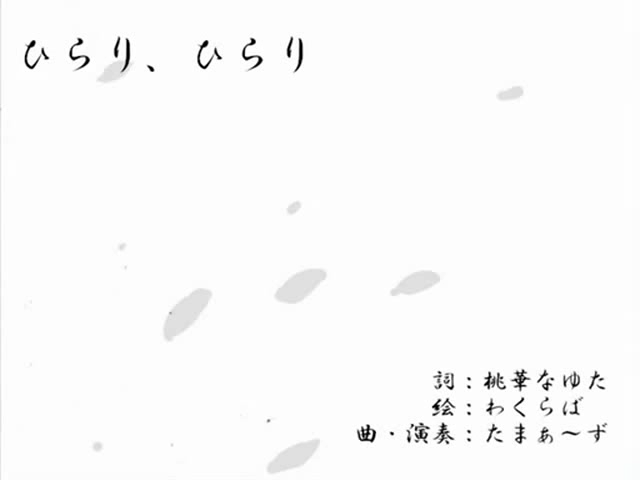 ひらり、ひらり
詞：桃華なゆた
絵：わくらば
曲・演奏：たまぁ～ず